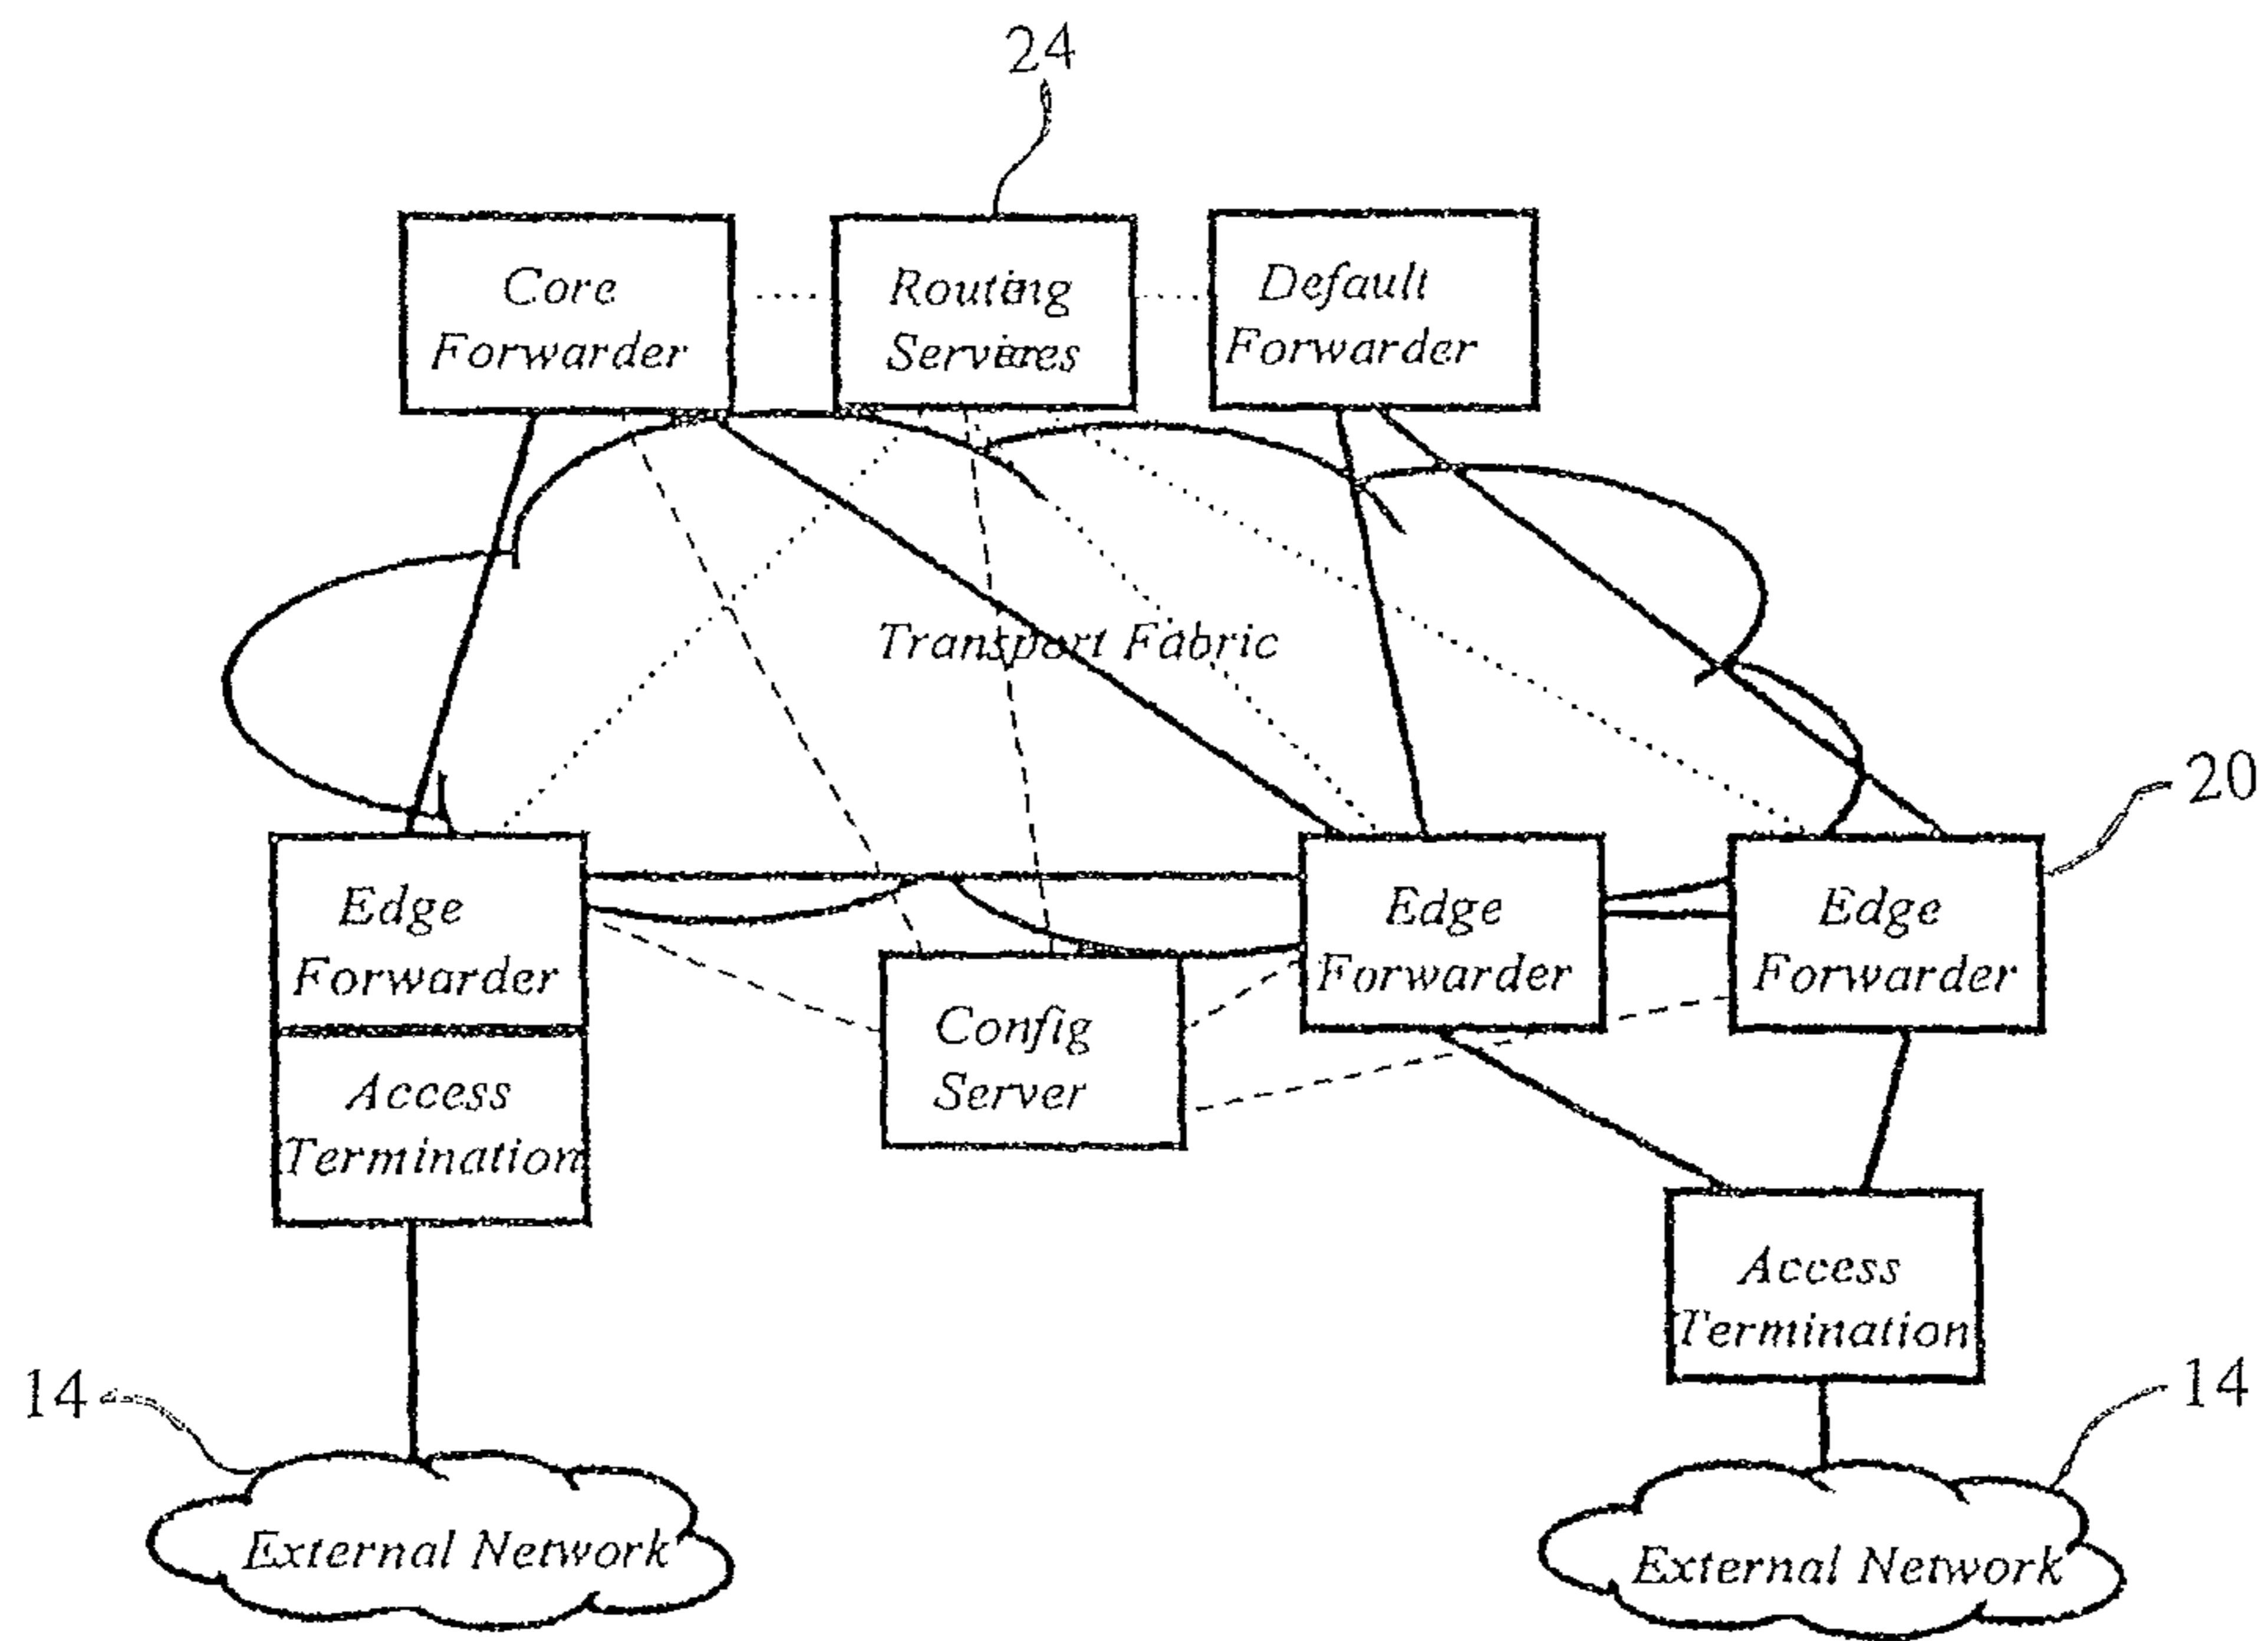 24
Core
Forwarder
Routing
Services
Default
Forwarder
Transport Fabric
20
Edge
Forwarder
Edge
Forwarder
Edge
Forwarder
Config
Server
Access
Termination
Access
Termination
14
14
External Network
External Network